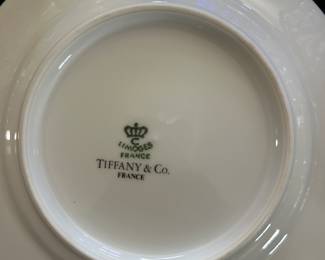 C
LIMOGES
FRANCE
TIFFANY & Co.
FRANCE